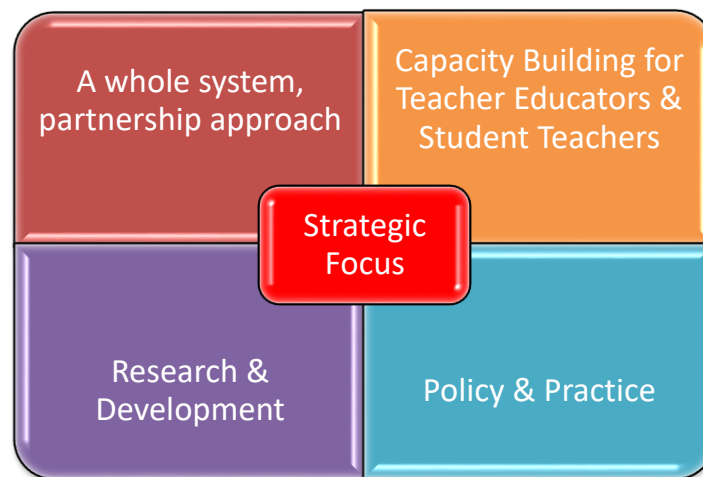 A whole system,
partnership approach
Capacity Building for
Teacher Educators &
Student Teachers
Strategic
Focus
Research &
Development
Policy & Practice